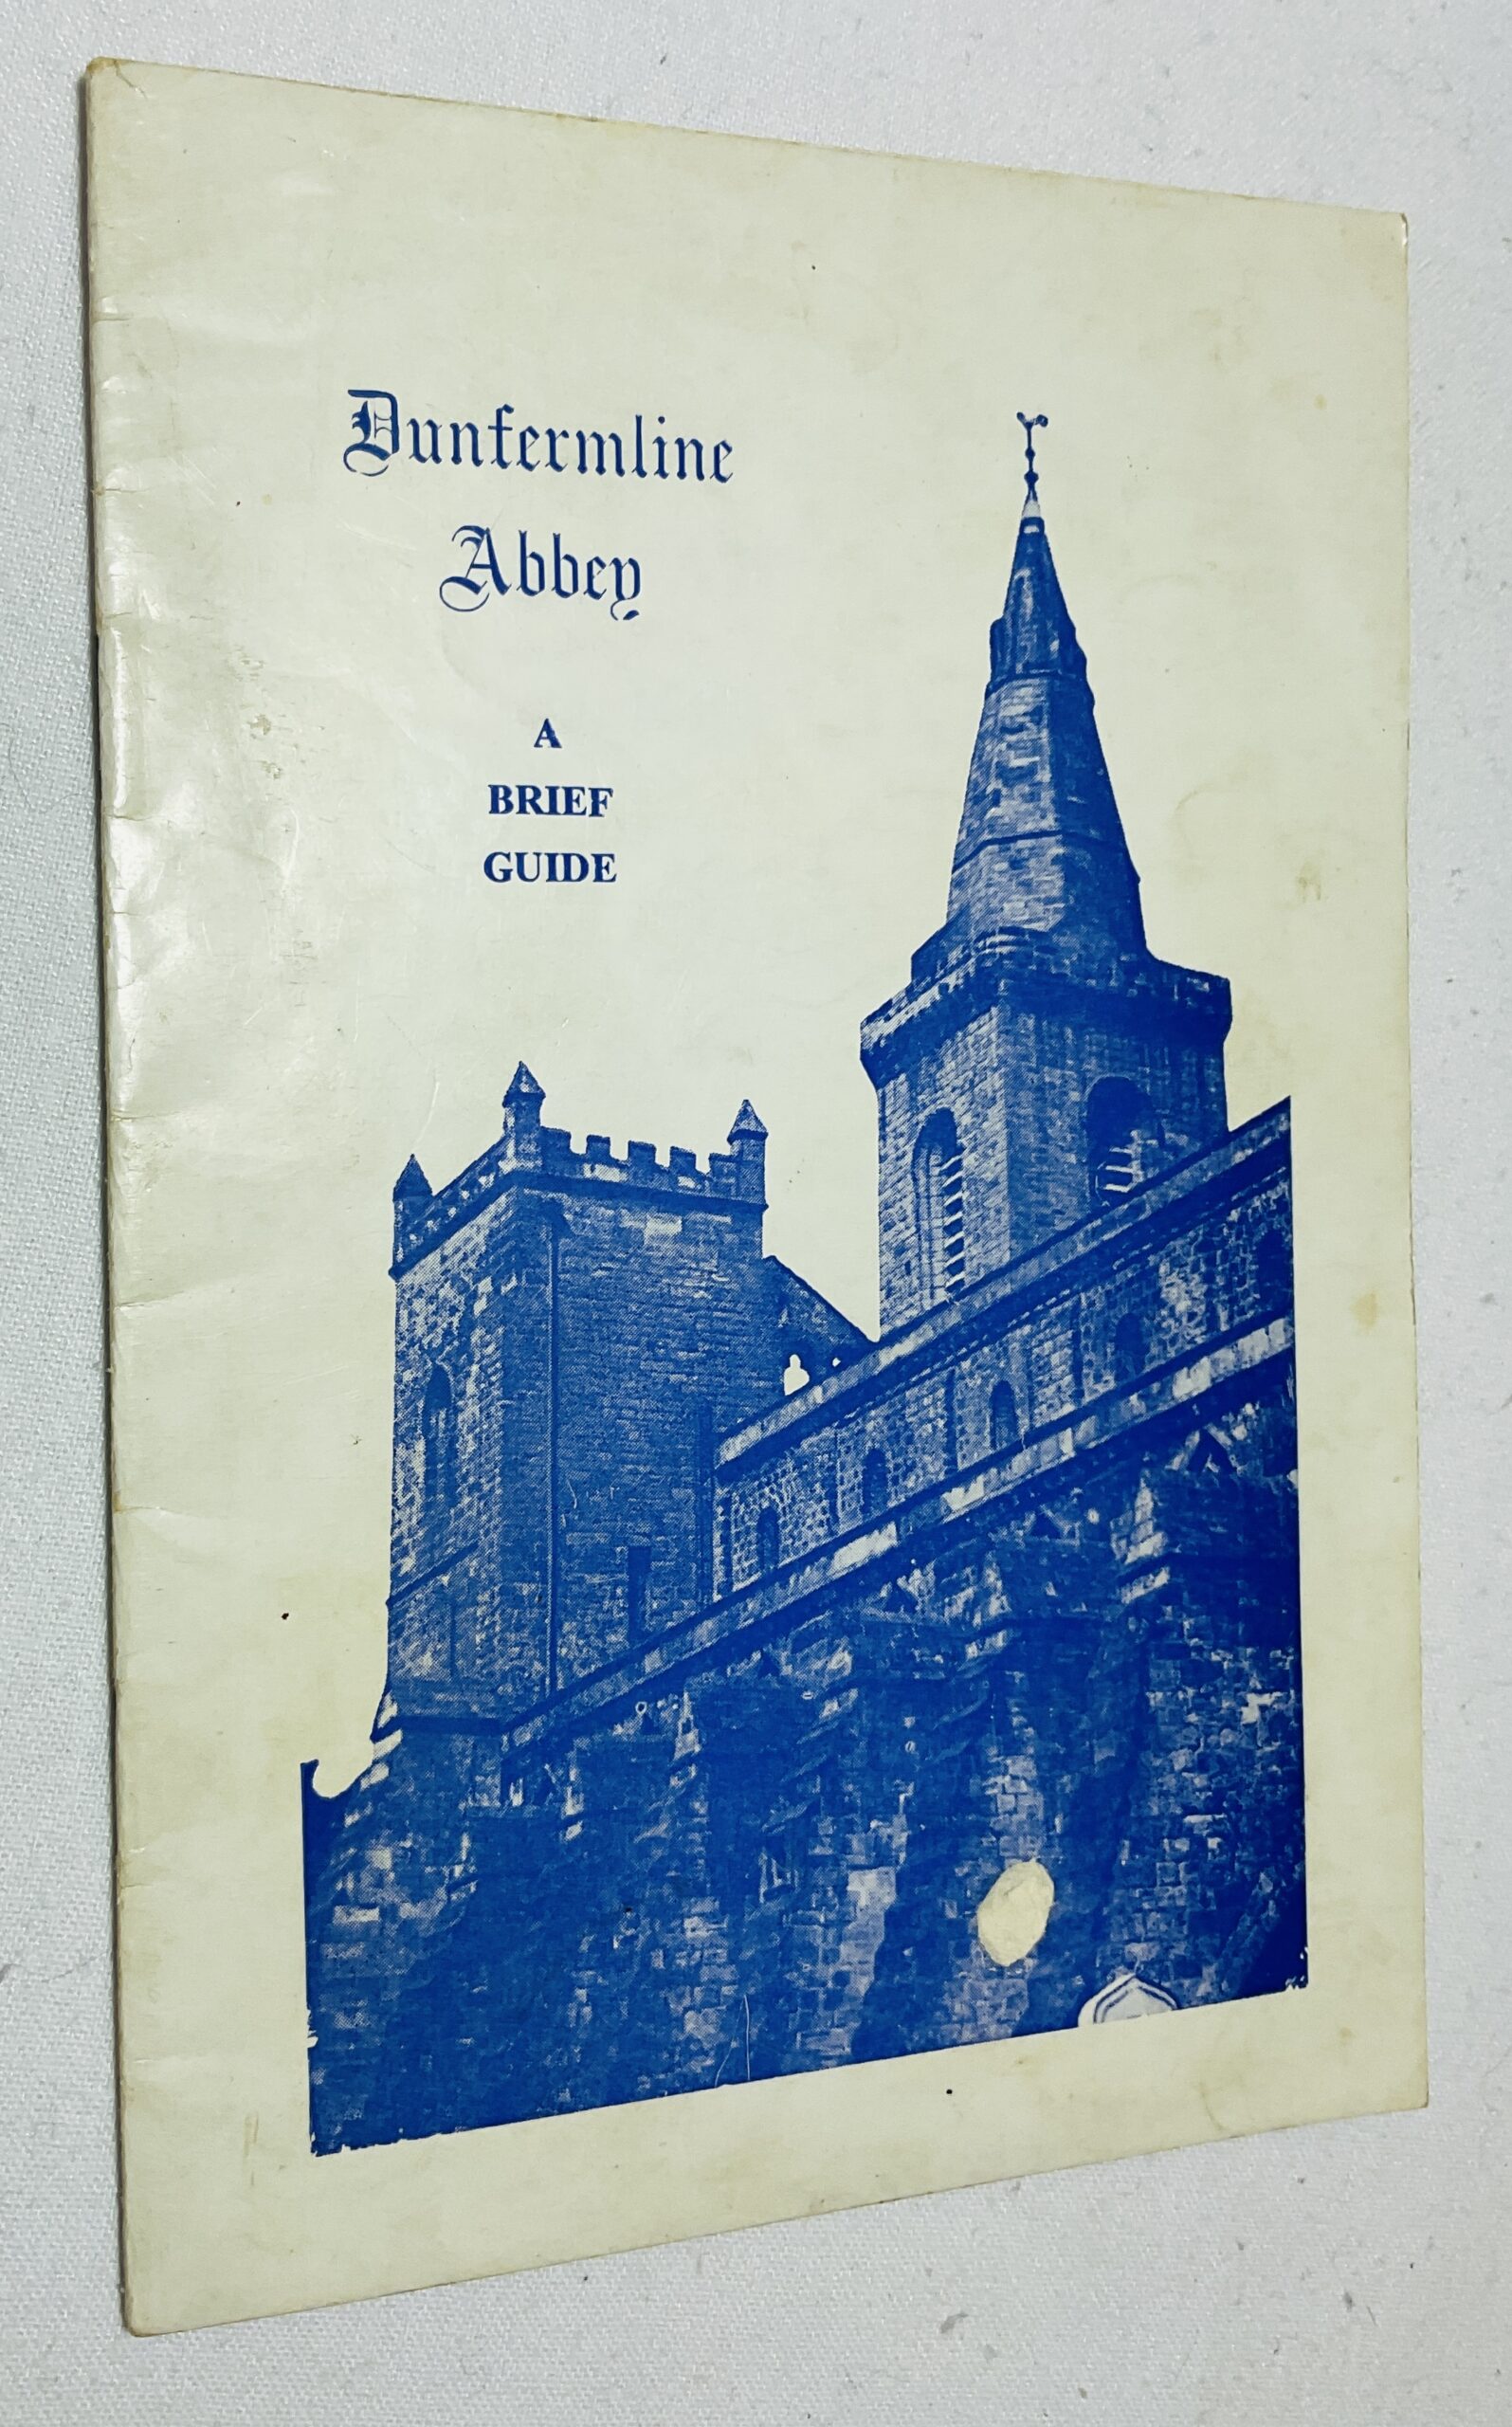 Dunfermline
Abbey
A
BRIEF
GUIDE